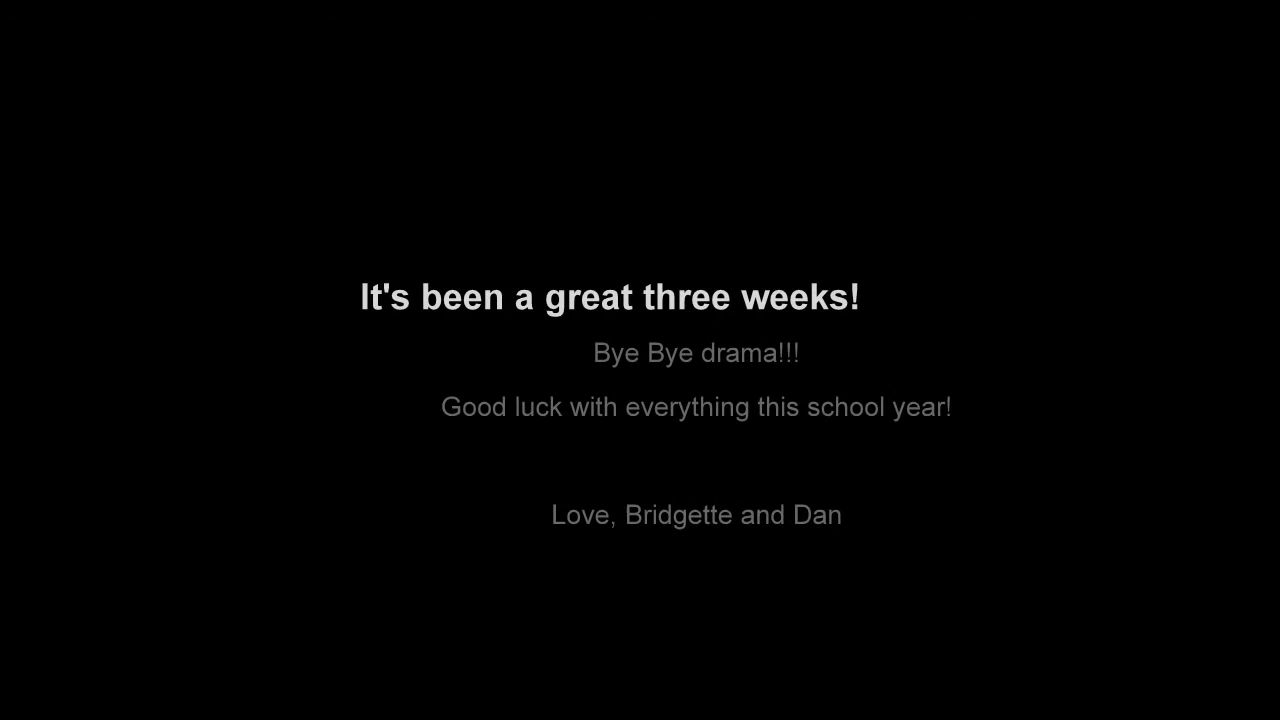 It's been a great three weeks!
Bye Bye drama!!!
Good luck with everything this school year!
Love, Bridgette and Dan